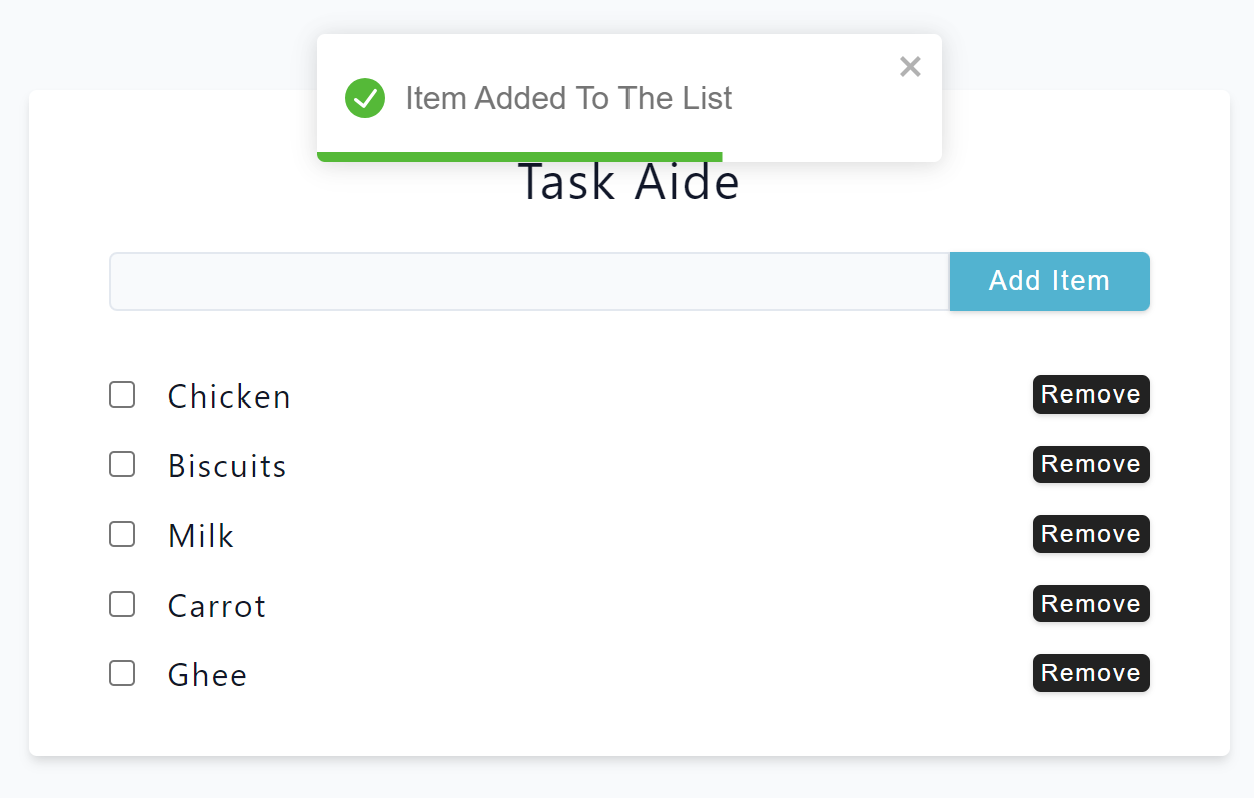 Item Added To The List
Task Aide
Add Item
Chicken Remove
Biscuits Remove
Milk Remove
Carrot Remove
Ghee Remove